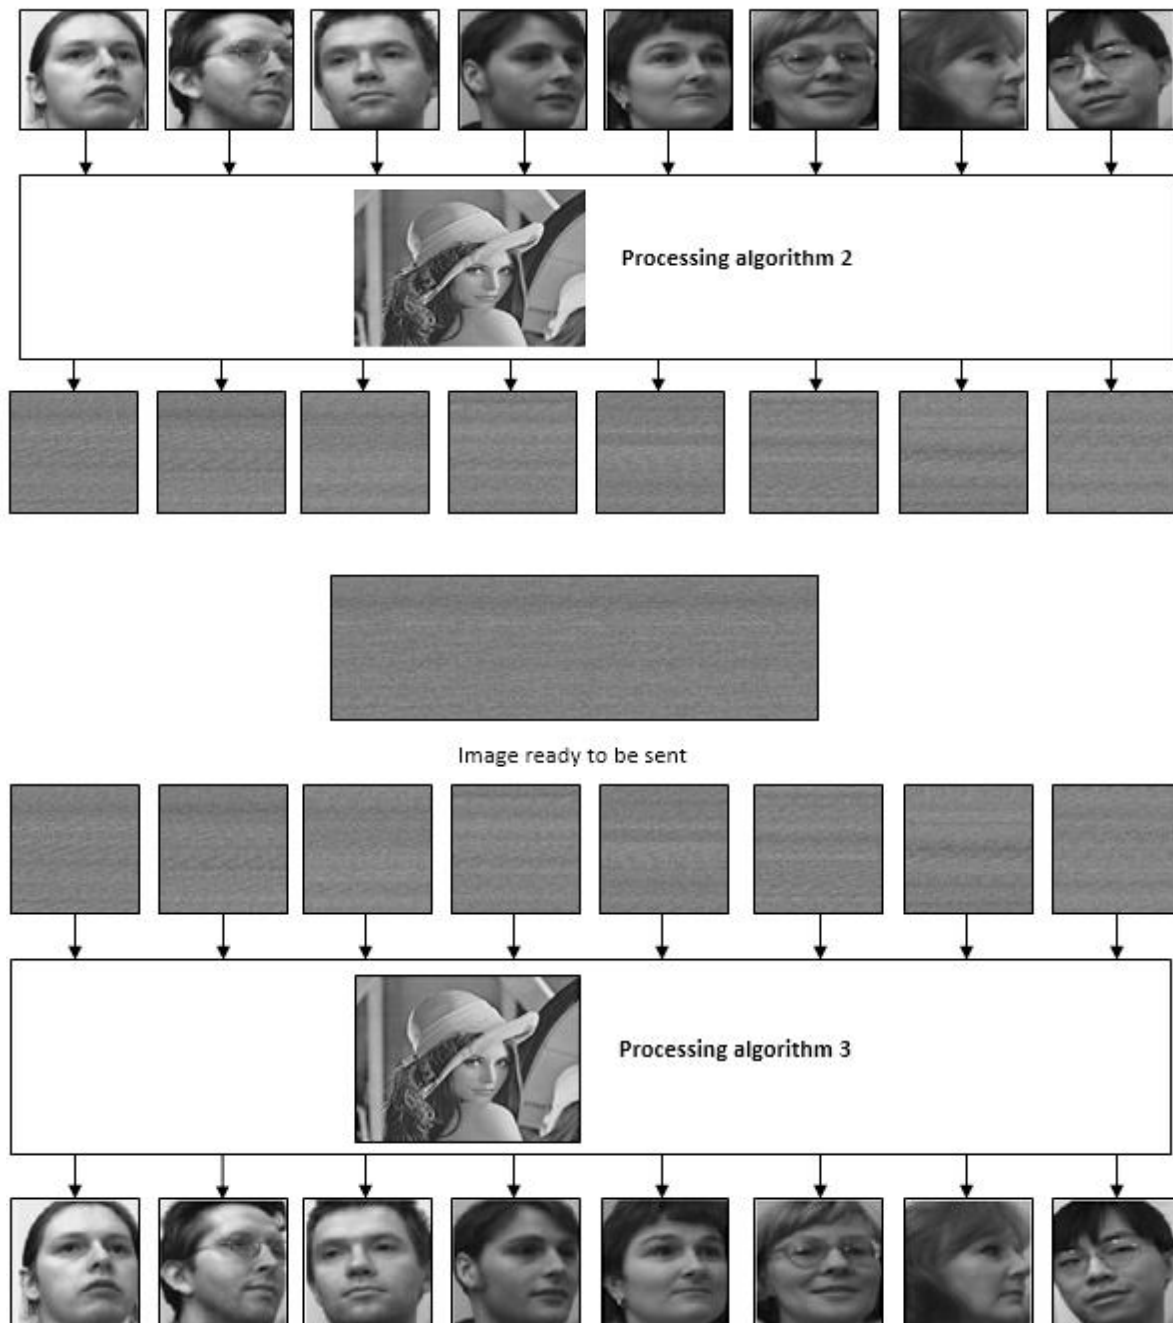 Processing algorithm 2
Image ready to be sent
Processing algorithm 3